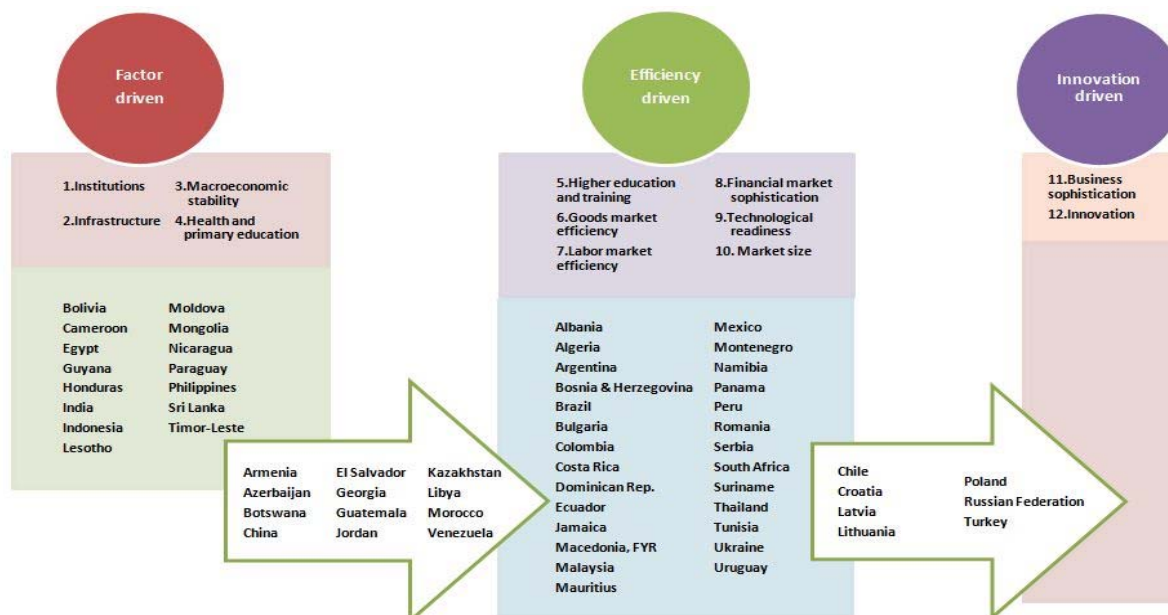 Factor
driven
Efficiency
driven
Innovation
driven
1.Institutions
2.Infrastructure
3.Macroeconomic
stability
4.Health and
primary education
5.Higher education
and training
6.Goods market
efficiency
7.Labor market
efficiency
8.Financial market
sophistication
9.Technological
readiness
10. Market size
11.Business
sophistication
12.Innovation
Bolivia
Cameroon
Egypt
Guyana
Honduras
India
Indonesia
Lesotho
Moldova
Mongolia
Nicaragua
Paraguay
Philippines
Sri Lanka
Timor-Leste
Armenia
Azerbaijan
Botswana
China
El Salvador
Georgia
Guatemala
Jordan
Kazakhstan
Libya
Morocco
Venezuela
Albania
Algeria
Argentina
Bosnia & Herzegovina
Brazil
Bulgaria
Colombia
Costa Rica
Dominican Rep.
Ecuador
Jamaica
Macedonia, FYR
Malaysia
Mauritius
Mexico
Montenegro
Namibia
Panama
Peru
Romania
Serbia
South Africa
Suriname
Thailand
Tunisia
Ukraine
Uruguay
Chile
Croatia
Latvia
Lithuania
Poland
Russian Federation
Turkey